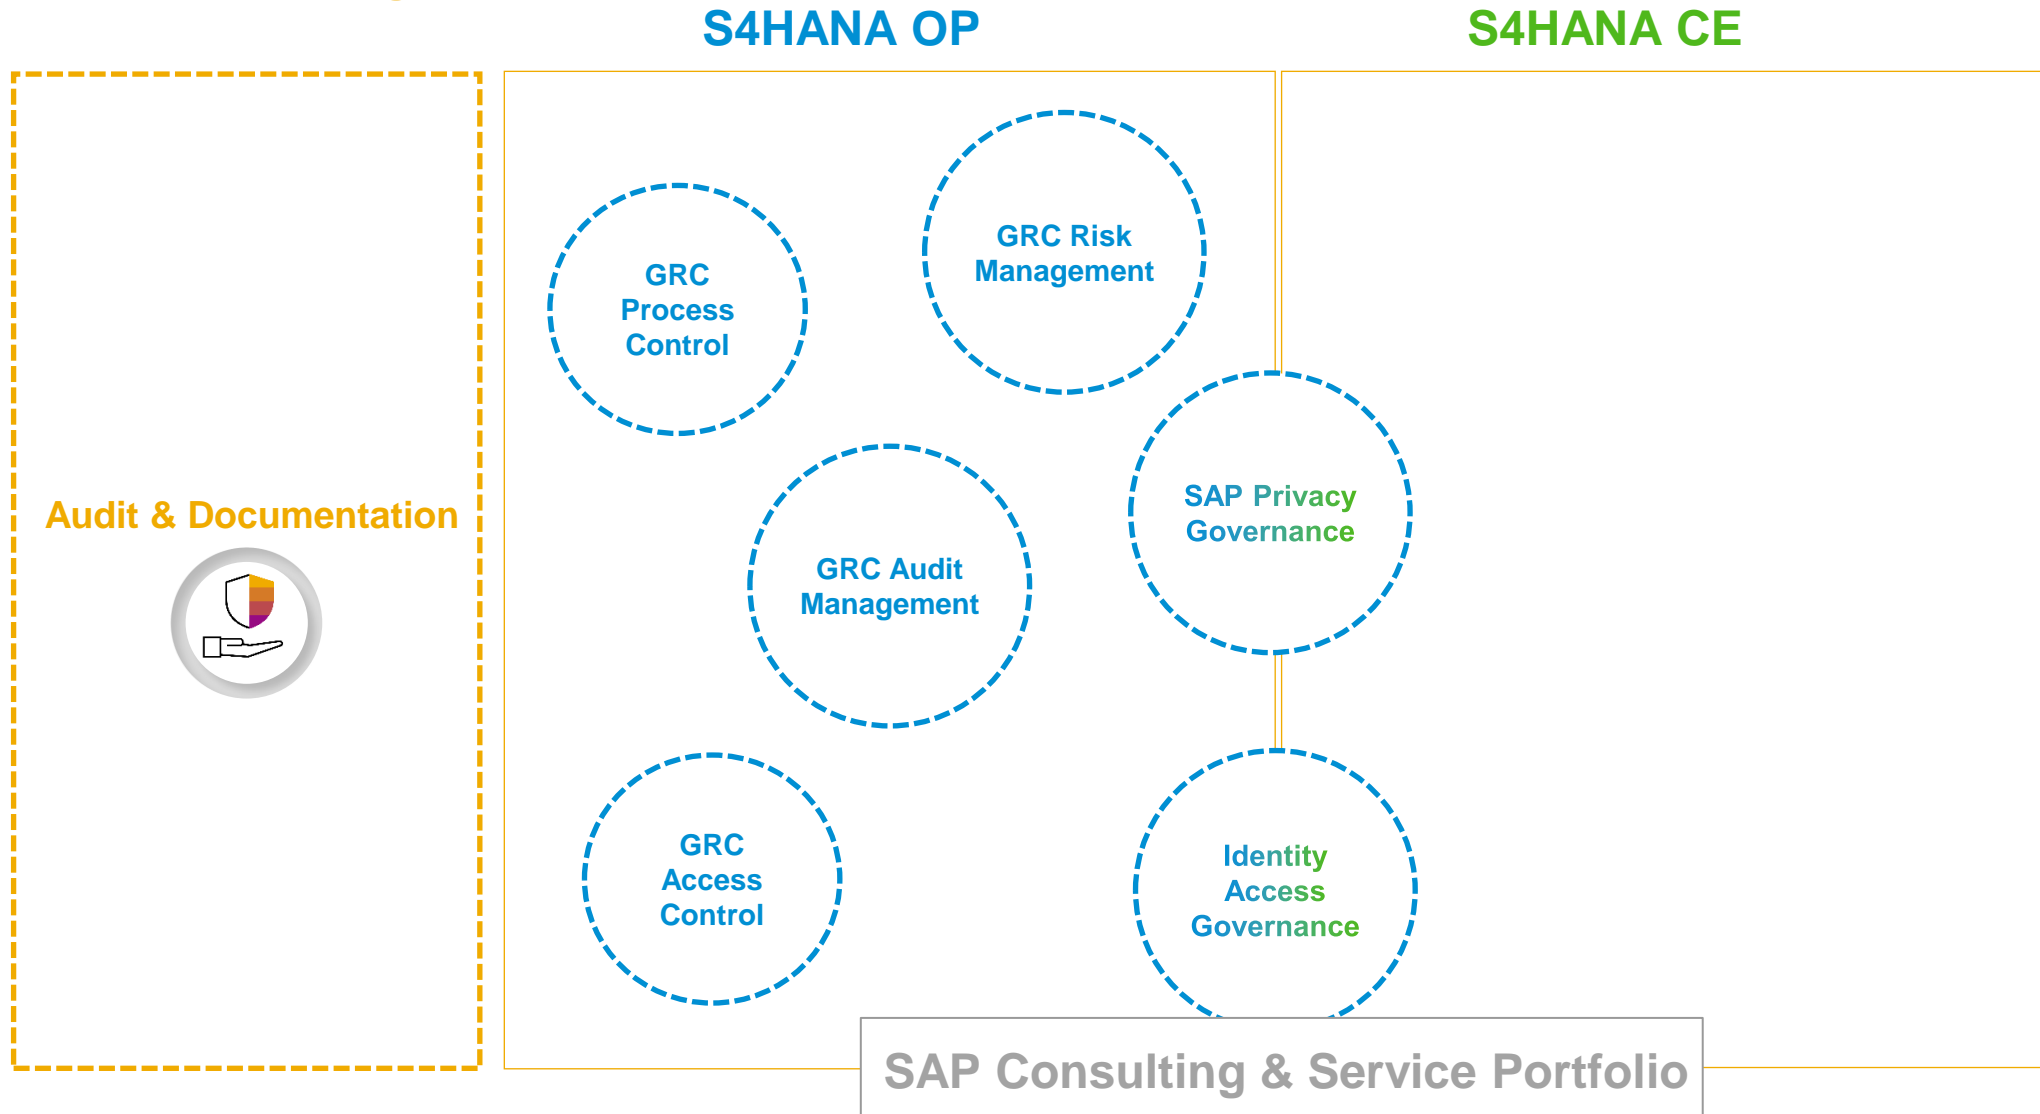 S4HANA OP
S4HANA CE
GRC Risk
Management
GRC
Process
Control
SAP Privacy
Governance
Audit & Documentation
GRC Audit
Management
GRC
Access
Control
Identity
Access
Governance
SAP Consulting & Service Portfolio